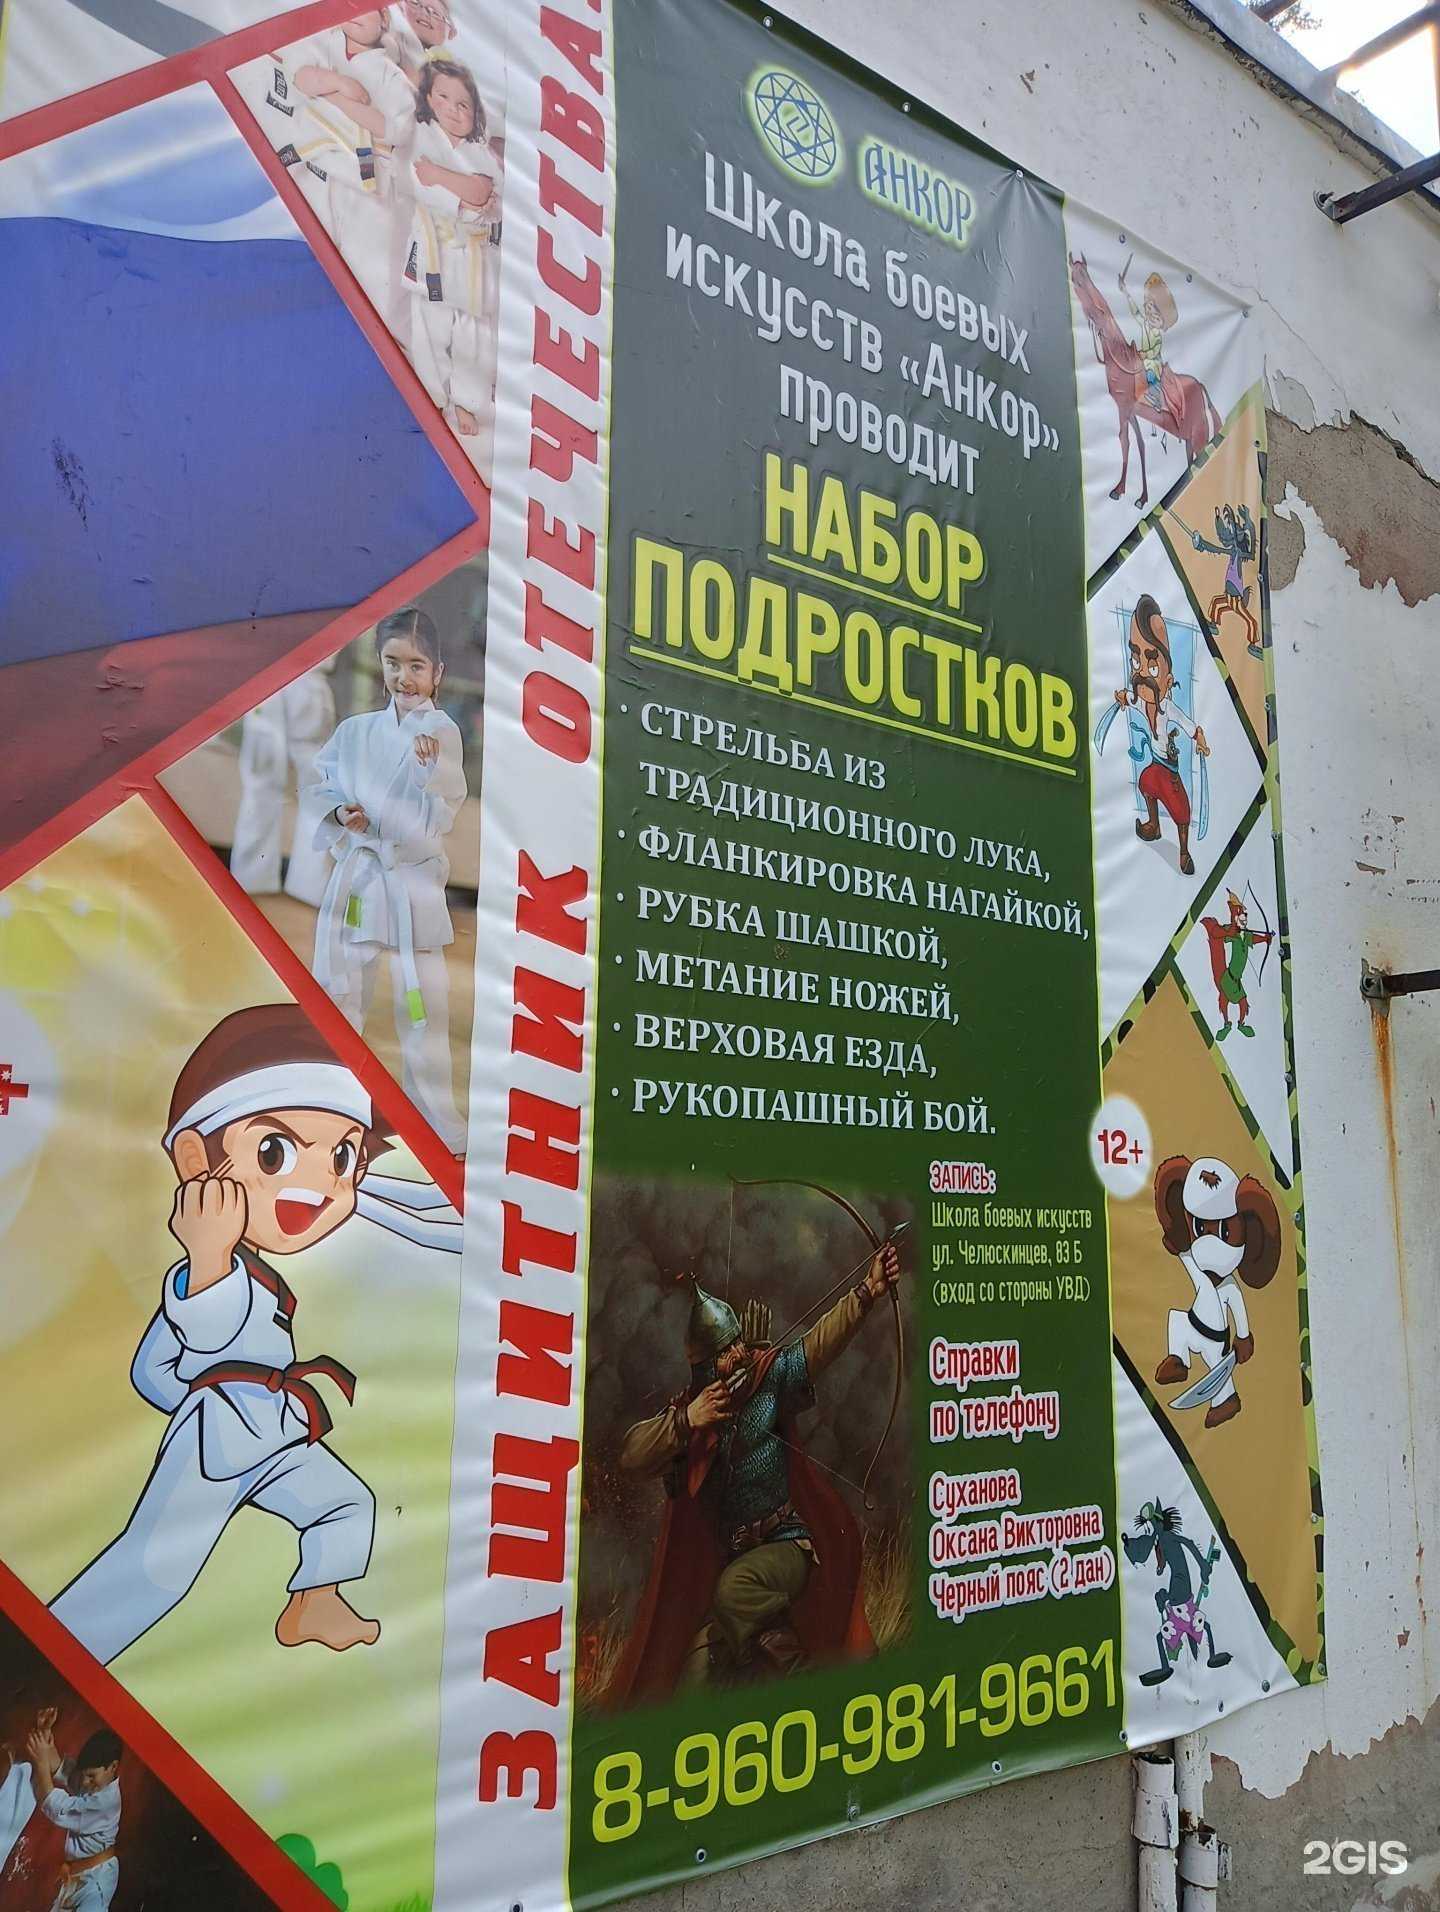 ЗАЩИТНИК ОТЕЧЕСТВА.
АНКОР
Школа боевых
искусств «Анкор»
проводит
НАБОР
ПОДРОСТКОВ
· СТРЕЛЬБА ИЗ
ТРАДИЦИОННОГО ЛУКА,
· ФЛАНКИРОВКА НАГАЙКОЙ,
· РУБКА ШАШКОЙ,
· МЕТАНИЕ НОЖЕЙ,
· ВЕРХОВАЯ ЕЗДА,
· РУКОПАШНЫЙ БОЙ.
12+
ЗАПИСЬ:
Школа боевых искусств
ул. Челюскинцев, 83 Б
(вход со стороны УВД)
Справки
по телефону
Суханова
Оксана Викторовна
Черный пояс (2 дан)
8-960-981-9661
2GIS